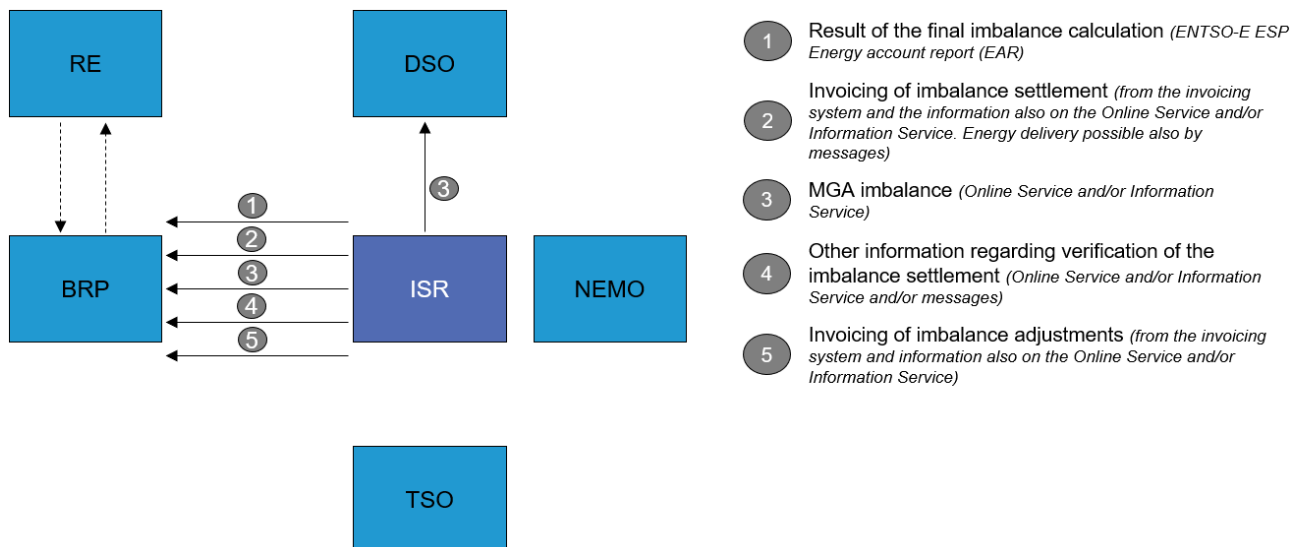 RE
DSO
3
1
2
3
4
5
BRP
ISR
NEMO
TSO
1
Result of the final imbalance calculation (ENTSO-E ESP
Energy account report (EAR)
2
Invoicing of imbalance settlement (from the invoicing
system and the information also on the Online Service and/or
Information Service. Energy delivery possible also by
messages)
3
MGA imbalance (Online Service and/or Information
Service)
4
Other information regarding verification of the
imbalance settlement (Online Service and/or Information
Service and/or messages)
5
Invoicing of imbalance adjustments (from the invoicing
system and information also on the Online Service and/or
Information Service)